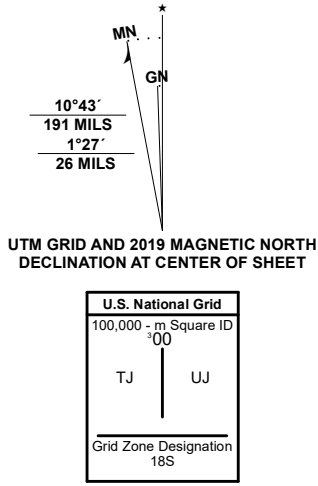 ★
MN
GN
10°43´
191 MILS
1°27´
26 MILS
UTM GRID AND 2019 MAGNETIC NORTH
DECLINATION AT CENTER OF SHEET
U.S. National Grid
100,000 - m Square ID
³00
TJ UJ
Grid Zone Designation
18S